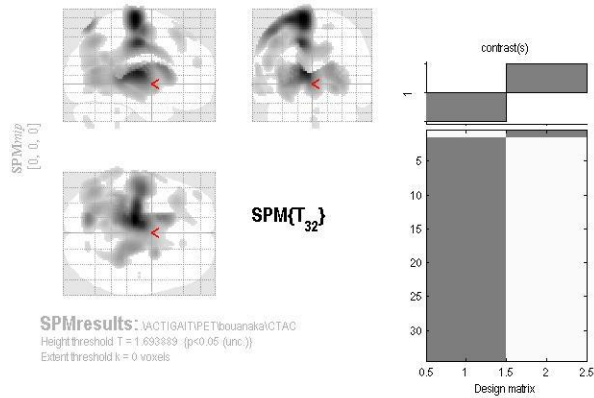 contrast(s)
1
SPMmip
[0, 0, 0]
<
<
<
SPM{T32}
5
10
15
20
25
30
0.5 1 1.5 2 2.5
Design matrix
SPMresults: .\ACTIGAIT\PET\bouanaka\CTAC
Height threshold T = 1.693889 {p<0.05 (unc.)}
Extent threshold k = 0 voxels